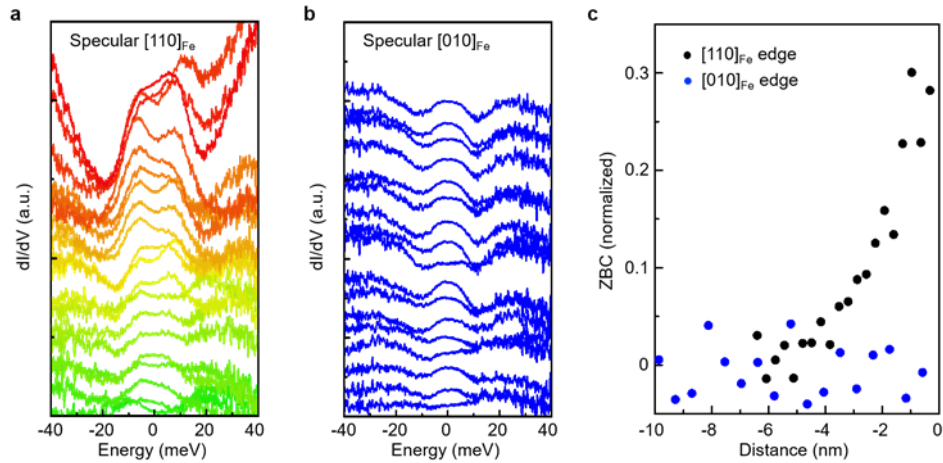 a
Specular [110]Fe
dI/dV (a.u.)
-40 -20 0 20 40
Energy (meV)
b
Specular [010]Fe
dI/dV (a.u.)
-40 -20 0 20 40
Energy (meV)
c
[110]Fe edge
[010]Fe edge
ZBC (normalized)
0.3
0.2
0.1
0
-10 -8 -6 -4 -2 0
Distance (nm)